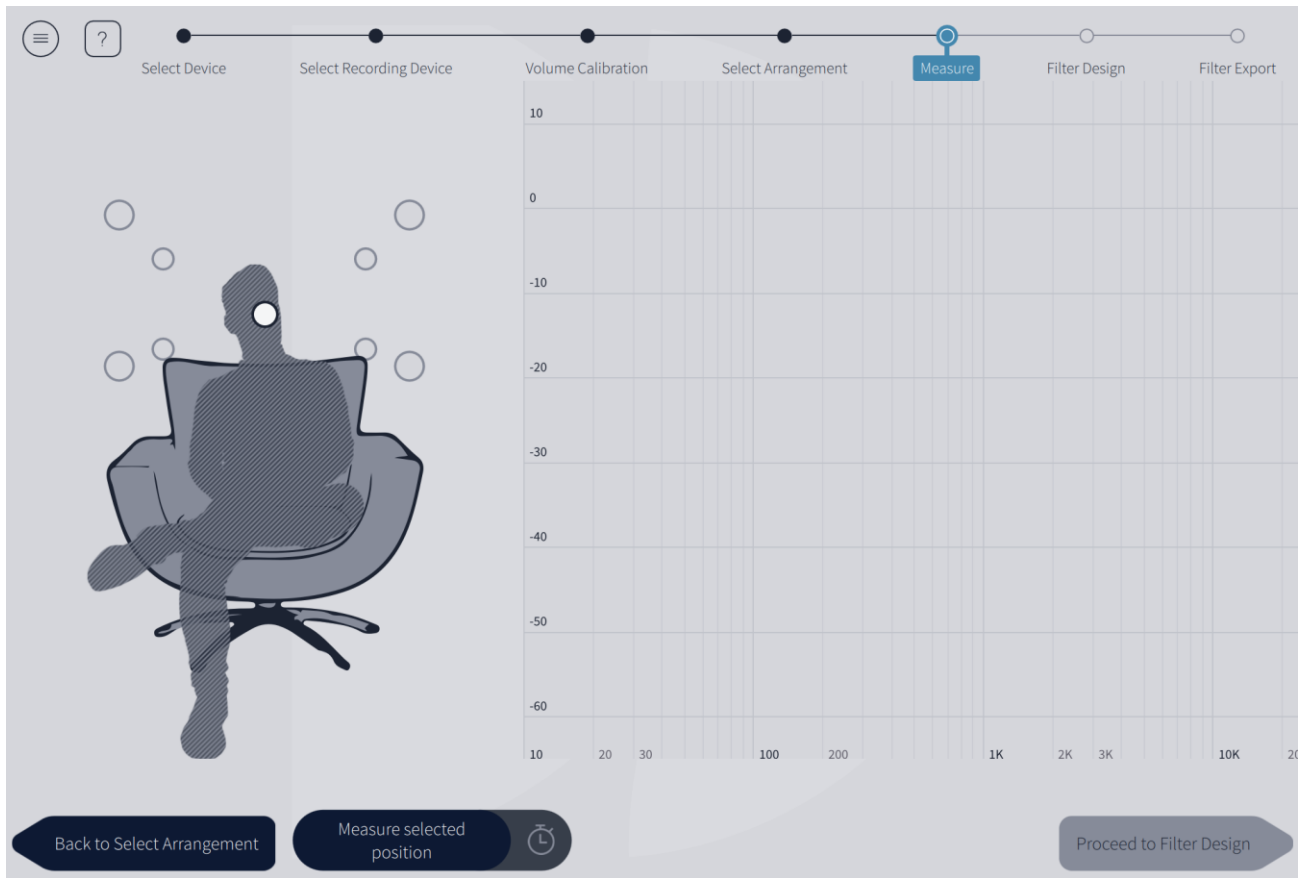 ?
Select Device
Select Recording Device
Volume Calibration
Select Arrangement
Measure
Filter Design
Filter Export
10
0
-10
-20
-30
-40
-50
-60
10 20 30 100 200 1K 2K 3K 10K 20
Back to Select Arrangement
Measure selected
position
Proceed to Filter Design